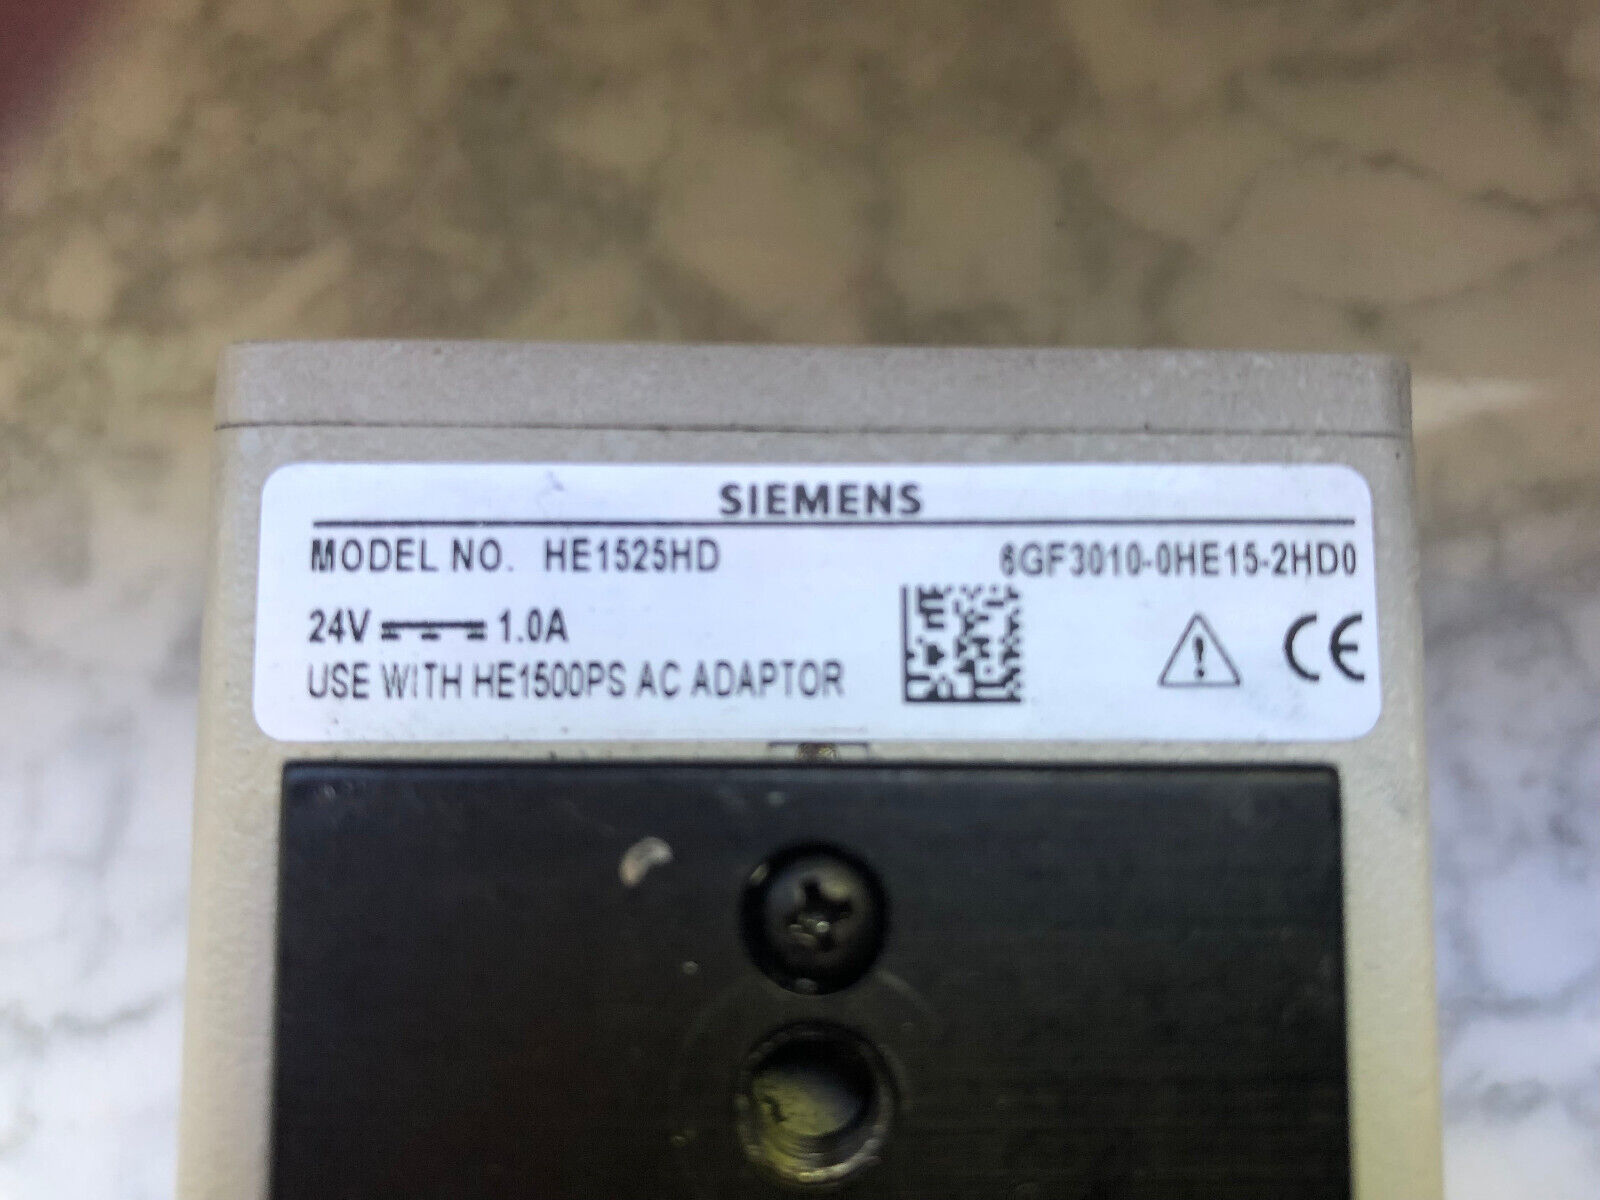 SIEMENS
MODEL NO. HE1525HD 6GF3010-0HE15-2HD0
24V 1.0A
USE WITH HE1500PS AC ADAPTOR
CE